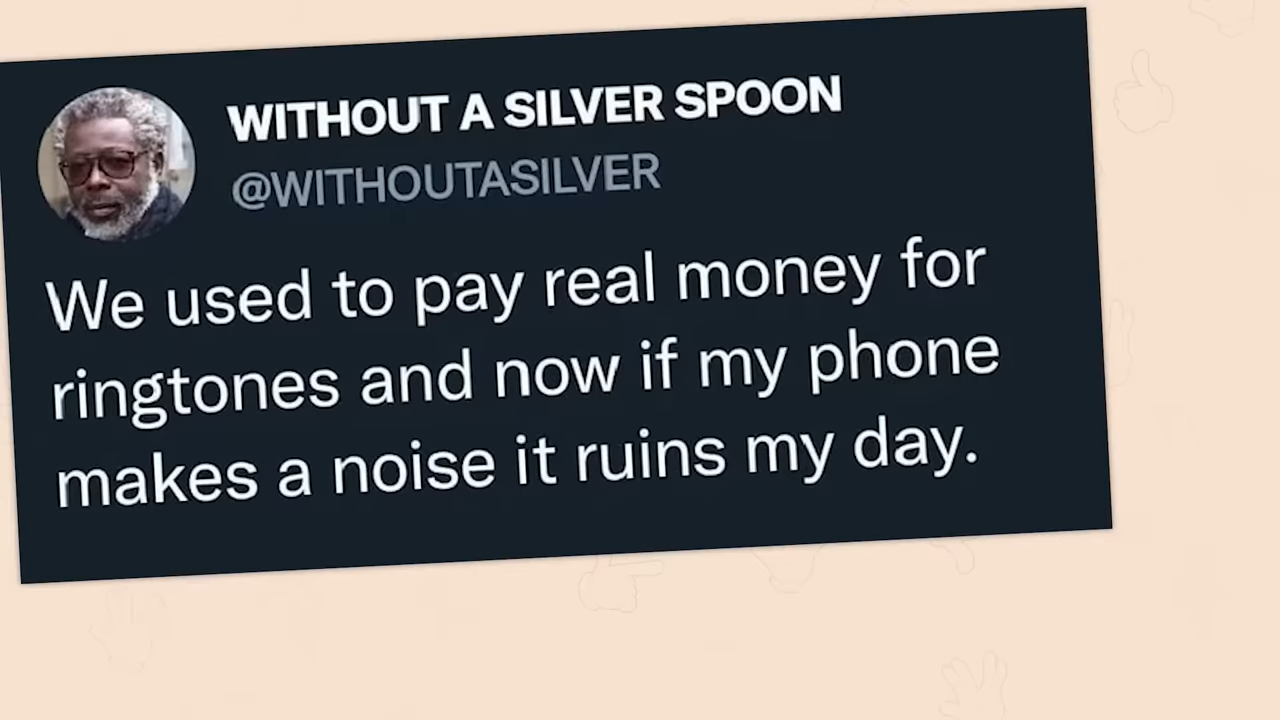 WITHOUT A SILVER SPOON
@WITHOUTASILVER
We used to pay real money for
ringtones and now if my phone
makes a noise it ruins my day.